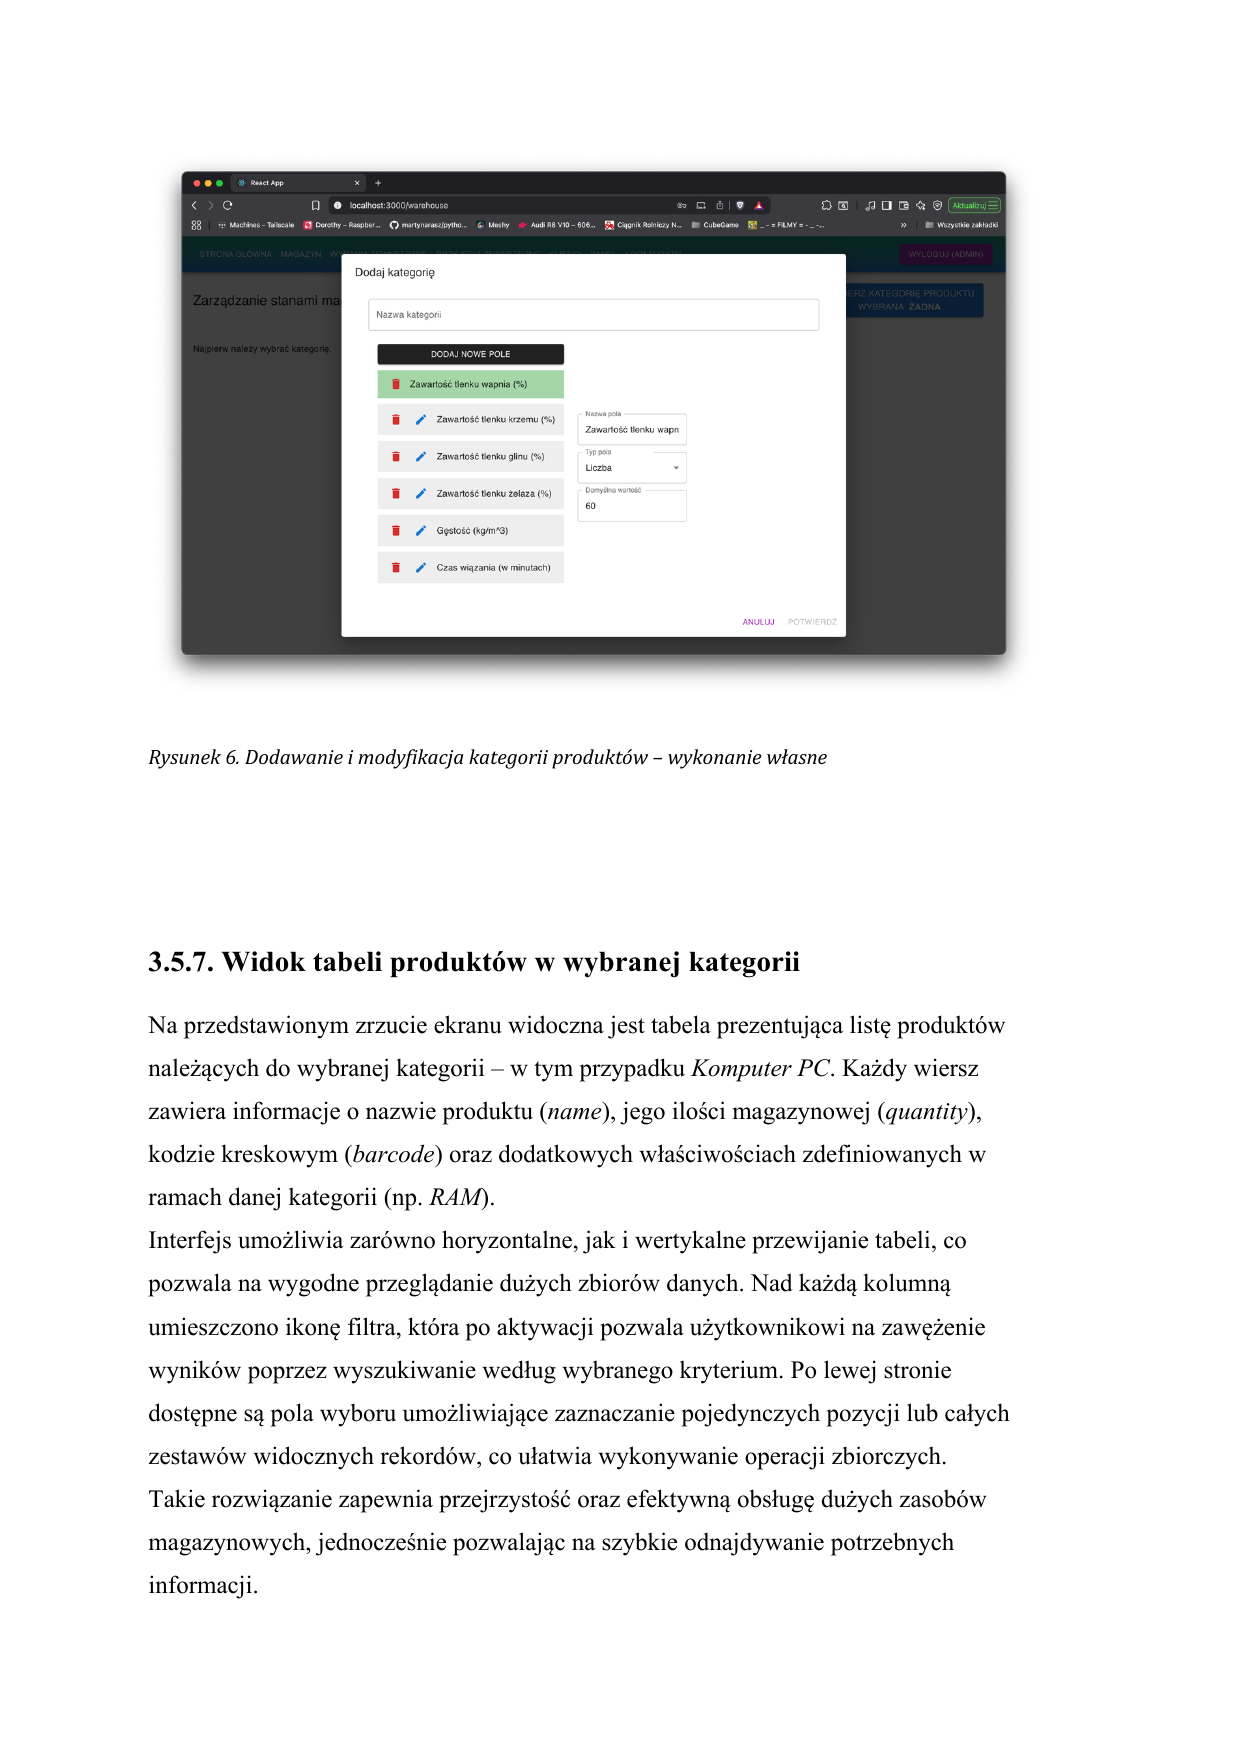 React App
localhost:3000/warehouse
Aktualizuj
Machines – Tailscale
Dorothy – Raspber...
martynarasz/pytho...
Meshy
Audi R8 V10 – 606...
Ciągnik Rolniczy N...
CubeGame
_ - = FILMY = - _ -...
»
Wszystkie zakładki
STRONA GŁÓWNA MAGAZYN
WYLOGUJ (ADMIN)
Zarządzanie stanami ma
ERZ KATEGORIĘ PRODUKTU
WYBRANA: ŻADNA
Najpierw należy wybrać kategorię.
Dodaj kategorię
Nazwa kategorii
DODAJ NOWE POLE
Zawartość tlenku wapnia (%)
Zawartość tlenku krzemu (%)
Zawartość tlenku glinu (%)
Zawartość tlenku żelaza (%)
Gęstość (kg/m^3)
Czas wiązania (w minutach)
Nazwa pola
Zawartość tlenku wapn
Typ pola
Liczba
Domyślna wartość
60
ANULUJ POTWIERDŹ
Rysunek 6. Dodawanie i modyfikacja kategorii produktów – wykonanie własne
3.5.7. Widok tabeli produktów w wybranej kategorii
Na przedstawionym zrzucie ekranu widoczna jest tabela prezentująca listę produktów
należących do wybranej kategorii – w tym przypadku Komputer PC. Każdy wiersz
zawiera informacje o nazwie produktu (name), jego ilości magazynowej (quantity),
kodzie kreskowym (barcode) oraz dodatkowych właściwościach zdefiniowanych w
ramach danej kategorii (np. RAM).
Interfejs umożliwia zarówno horyzontalne, jak i wertykalne przewijanie tabeli, co
pozwala na wygodne przeglądanie dużych zbiorów danych. Nad każdą kolumną
umieszczono ikonę filtra, która po aktywacji pozwala użytkownikowi na zawężenie
wyników poprzez wyszukiwanie według wybranego kryterium. Po lewej stronie
dostępne są pola wyboru umożliwiające zaznaczanie pojedynczych pozycji lub całych
zestawów widocznych rekordów, co ułatwia wykonywanie operacji zbiorczych.
Takie rozwiązanie zapewnia przejrzystość oraz efektywną obsługę dużych zasobów
magazynowych, jednocześnie pozwalając na szybkie odnajdywanie potrzebnych
informacji.